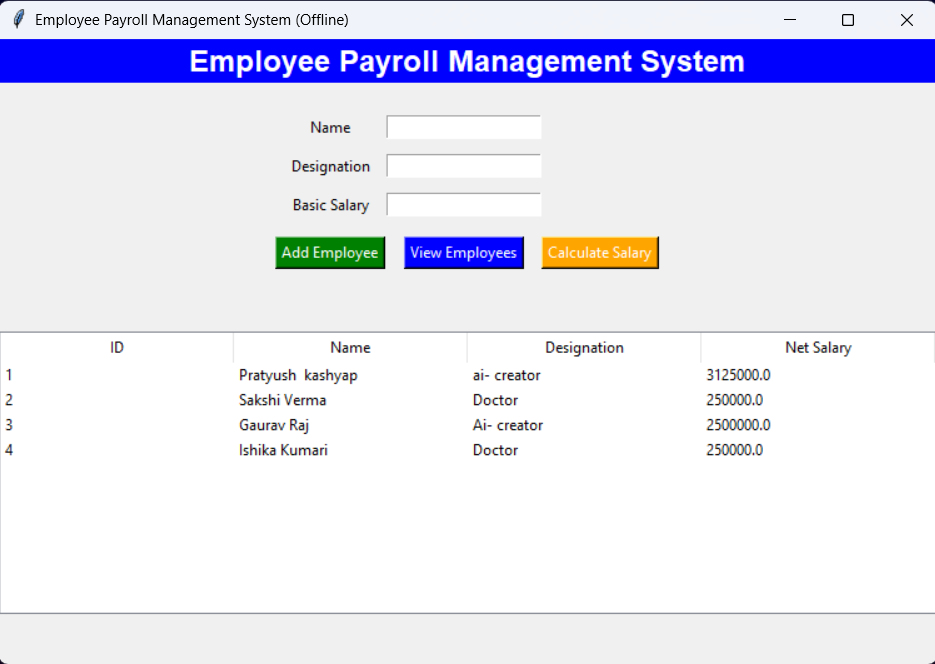 Employee Payroll Management System (Offline)
Employee Payroll Management System
Name
Designation
Basic Salary
Add Employee View Employees Calculate Salary
ID Name Designation Net Salary
1 Pratyush  kashyap ai- creator 3125000.0
2 Sakshi Verma Doctor 250000.0
3 Gaurav Raj Ai- creator 2500000.0
4 Ishika Kumari Doctor 250000.0